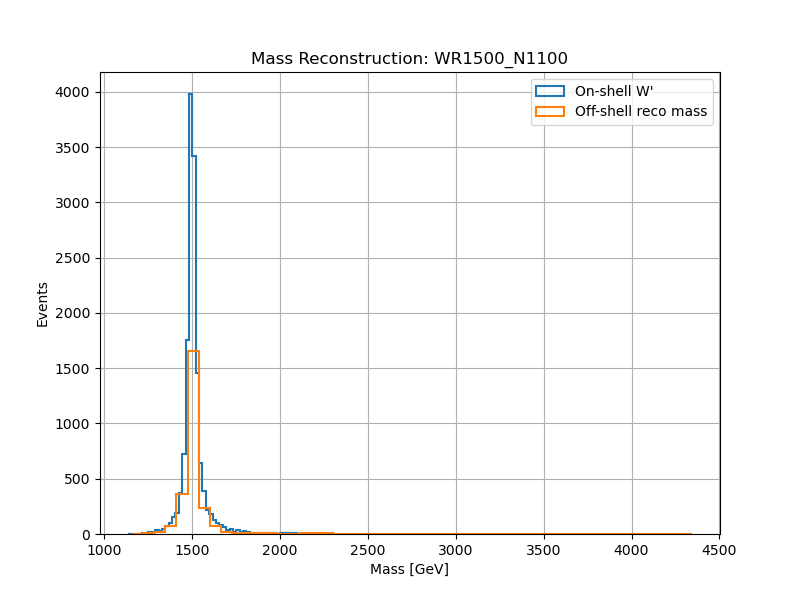 Mass Reconstruction: WR1500_N1100
On-shell W'
Off-shell reco mass
4000
3500
3000
2500
2000
1500
1000
500
0
Events
1000 1500 2000 2500 3000 3500 4000 4500
Mass [GeV]